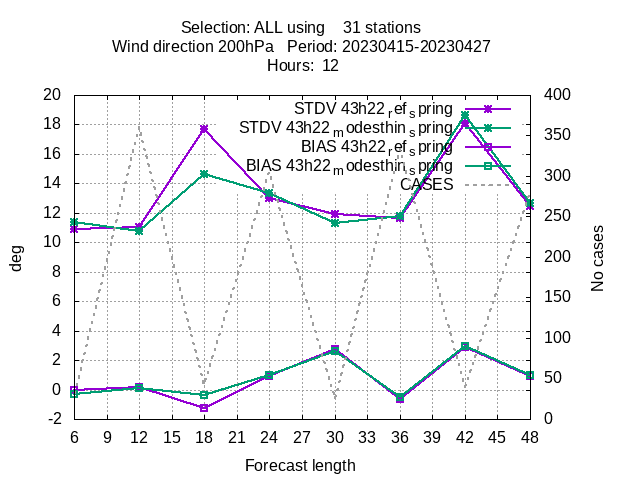 Selection: ALL using    31 stations
Wind direction 200hPa   Period: 20230415-20230427
Hours: 12
STDV 43h22_ref_spring
STDV 43h22_modesthin_spring
BIAS 43h22_ref_spring
BIAS 43h22_modesthin_spring
CASES
20
18
16
14
12
10
8
6
4
2
0
-2
deg
400
350
300
250
200
150
100
50
0
No cases
6 12 15 18 21 24 27 30 33 36 39 42 45 48
Forecast length